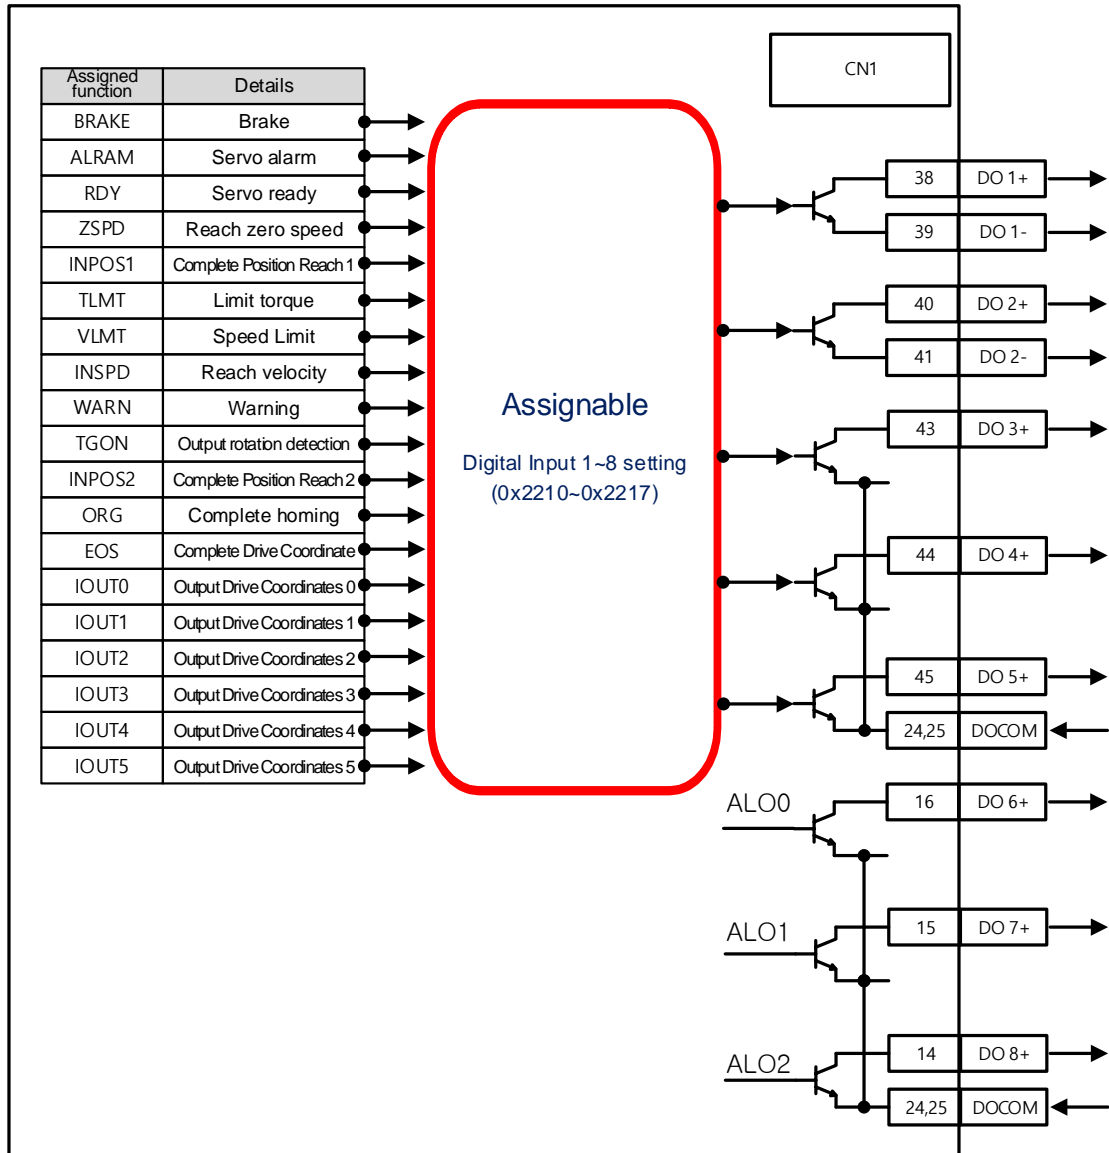 CN1
Assigned function Details
BRAKE Brake
ALRAM Servo alarm
RDY Servo ready
ZSPD Reach zero speed
INPOS1 Complete Position Reach 1
TLMT Limit torque
VLMT Speed Limit
INSPD Reach velocity
WARN Warning
TGON Output rotation detection
INPOS2 Complete Position Reach 2
ORG Complete homing
EOS Complete Drive Coordinate
IOUT0 Output Drive Coordinates 0
IOUT1 Output Drive Coordinates 1
IOUT2 Output Drive Coordinates 2
IOUT3 Output Drive Coordinates 3
IOUT4 Output Drive Coordinates 4
IOUT5 Output Drive Coordinates 5
Assignable
Digital Input 1~8 setting
(0x2210~0x2217)
38 DO 1+
39 DO 1-
40 DO 2+
41 DO 2-
43 DO 3+
44 DO 4+
45 DO 5+
24,25 DOCOM
ALO0
16 DO 6+
ALO1
15 DO 7+
ALO2
14 DO 8+
24,25 DOCOM